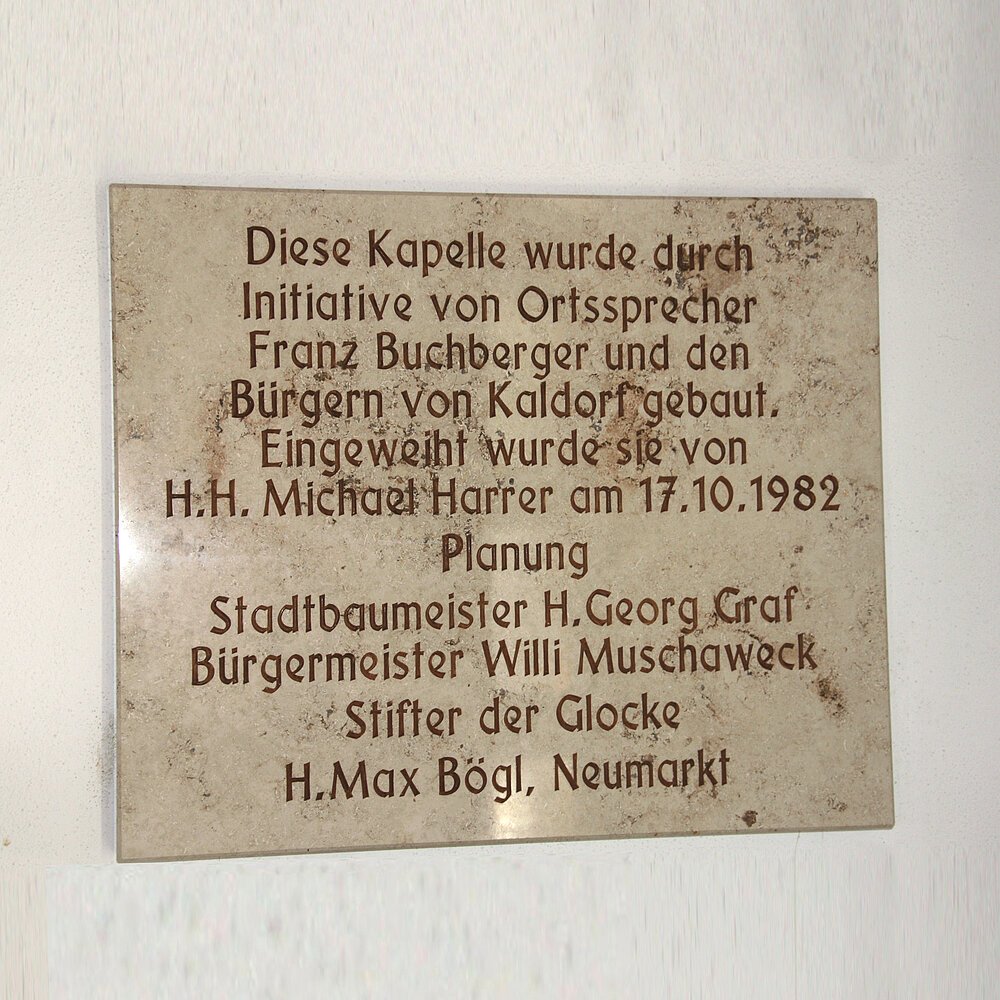 Diese Kapelle wurde durch
Initiative von Ortssprecher
Franz Buchberger und den
Bürgern von Kaldorf gebaut.
Eingeweiht wurde sie von
H.H. Michael Harrer am 17.10.1982
Planung
Stadtbaumeister H.Georg Graf
Bürgermeister Willi Muschaweck
Stifter der Glocke
H.Max Bögl, Neumarkt